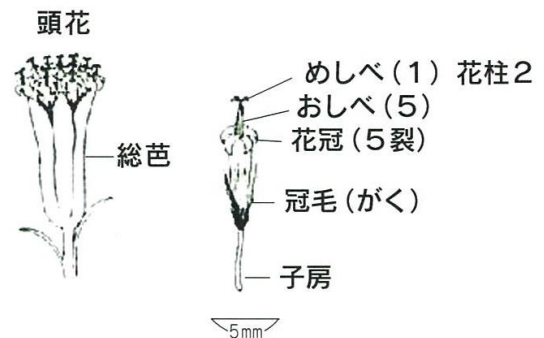 頭花
総苞
めしべ(1) 花柱2
おしべ(5)
花冠(5裂)
冠毛(がく)
子房
5mm